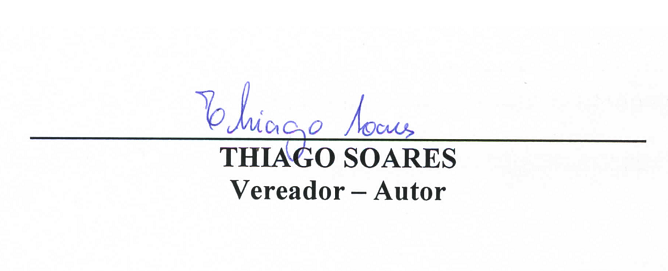 Thiago Soares
THIAGO SOARES
Vereador – Autor